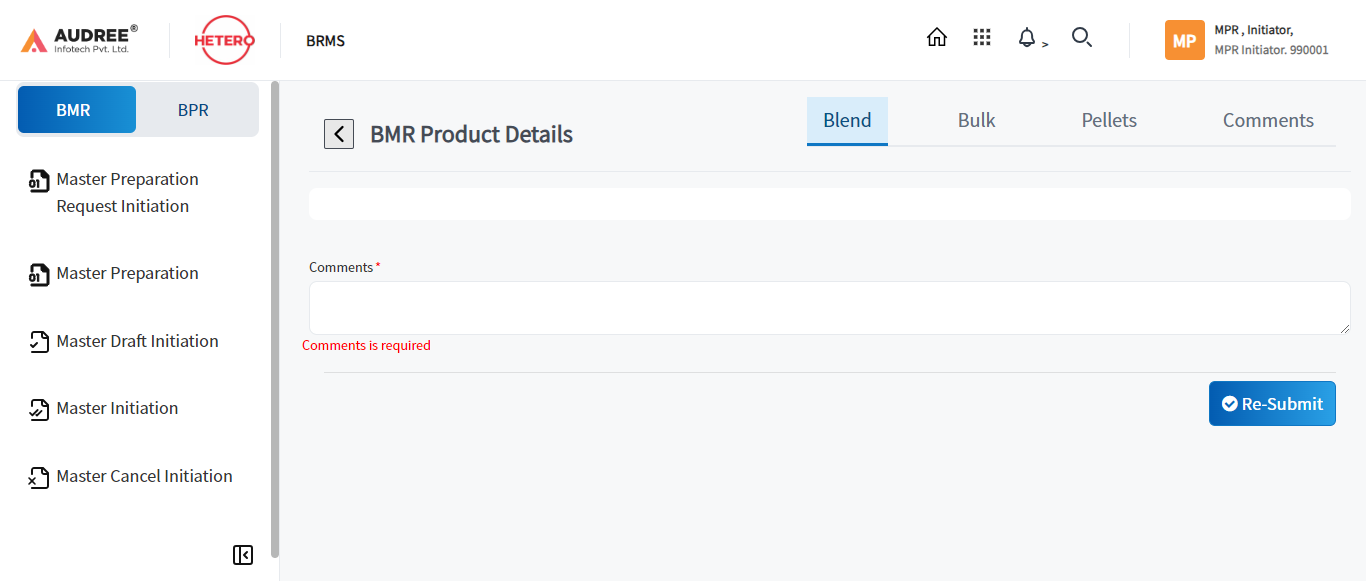 AUDREE®
Infotech Pvt. Ltd.
HETERO
BRMS
>
MP
MPR , Initiator,
MPR Initiator. 990001
BMR
BPR
Master Preparation
Request Initiation
Master Preparation
Master Draft Initiation
Master Initiation
Master Cancel Initiation
BMR Product Details
Blend
Bulk
Pellets
Comments
Comments *
Comments is required
Re-Submit